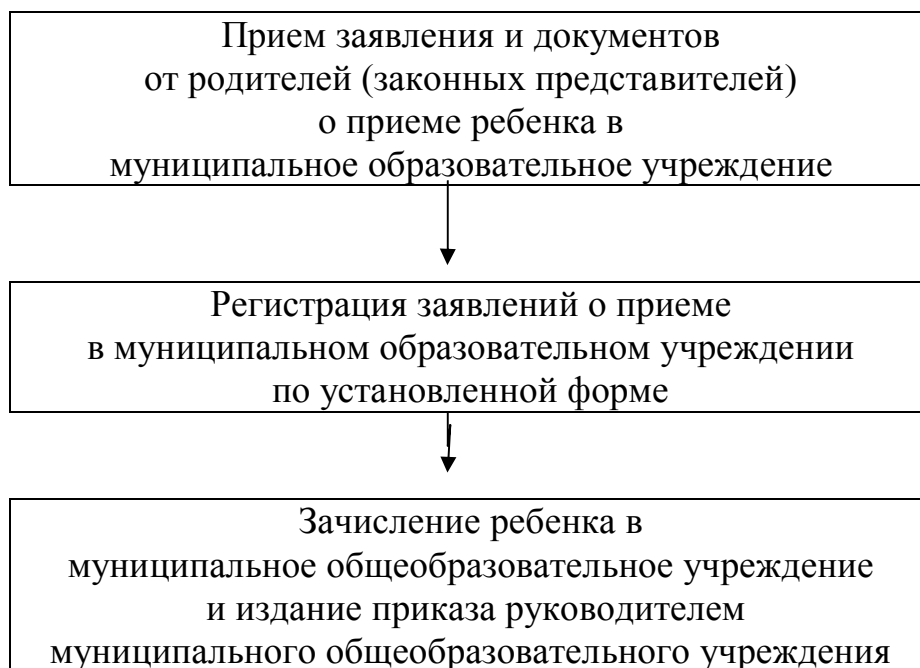 Прием заявления и документов
от родителей (законных представителей)
о приеме ребенка в
муниципальное образовательное учреждение
Регистрация заявлений о приеме
в муниципальном образовательном учреждении
по установленной форме
Зачисление ребенка в
муниципальное общеобразовательное учреждение
и издание приказа руководителем
муниципального общеобразовательного учреждения